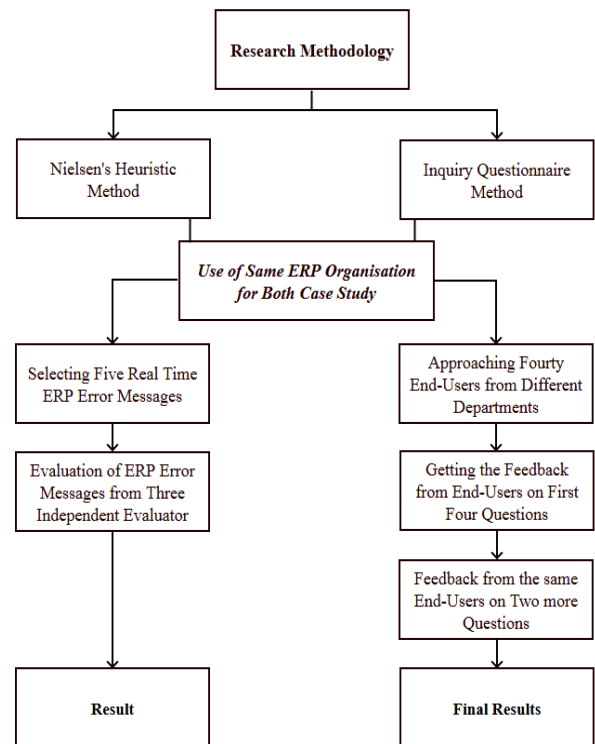 Research Methodology
Nielsen's Heuristic
Method
Inquiry Questionnaire
Method
Use of Same ERP Organisation
for Both Case Study
Selecting Five Real Time
ERP Error Messages
Approaching Fourty
End-Users from Different
Departments
Evaluation of ERP Error
Messages from Three
Independent Evaluator
Getting the Feedback
from End-Users on First
Four Questions
Feedback from the same
End-Users on Two more
Questions
Result
Final Results